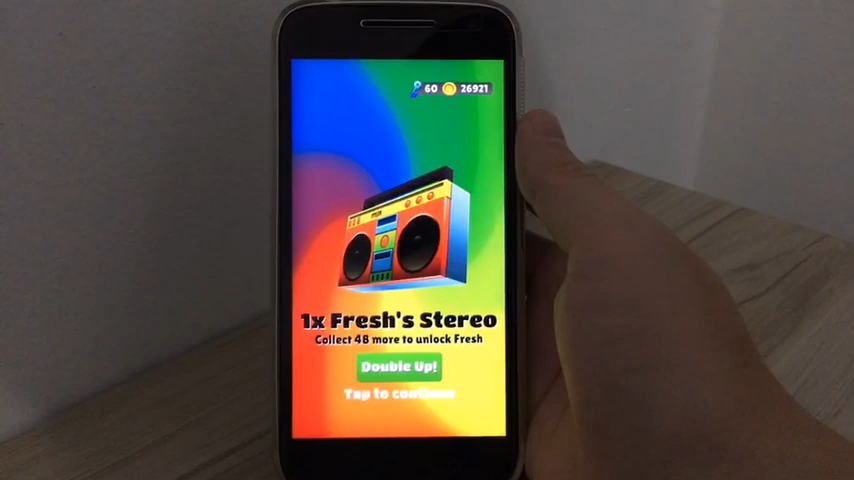 60 26921
1x Fresh's Stereo
Collect 48 more to unlock Fresh
Double Up!
Tap to continue